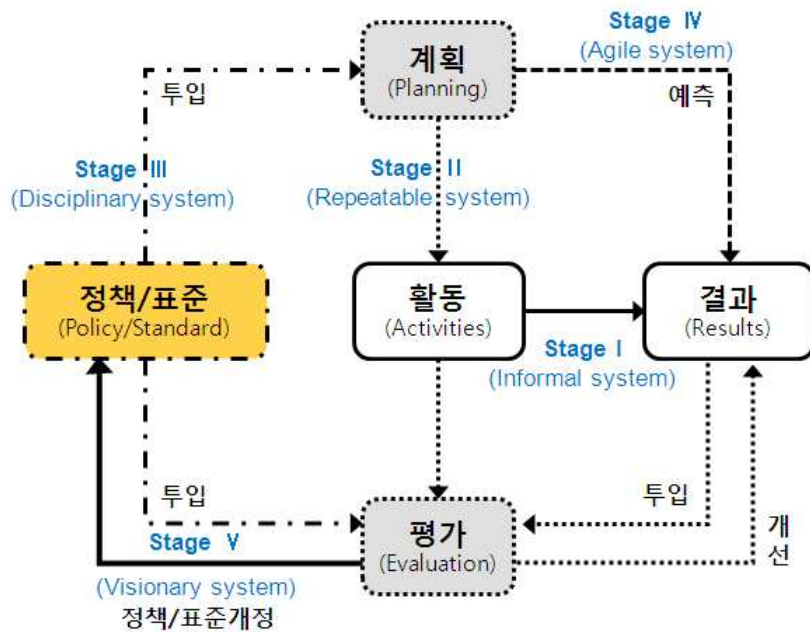 Stage Ⅳ
(Agile system)
계획
(Planning)
투입
예측
Stage Ⅲ
(Disciplinary system)
Stage Ⅱ
(Repeatable system)
정책/표준
(Policy/Standard)
활동
(Activities)
결과
(Results)
Stage Ⅰ
(Informal system)
투입
투입
개
선
평가
(Evaluation)
Stage Ⅴ
(Visionary system)
정책/표준개정